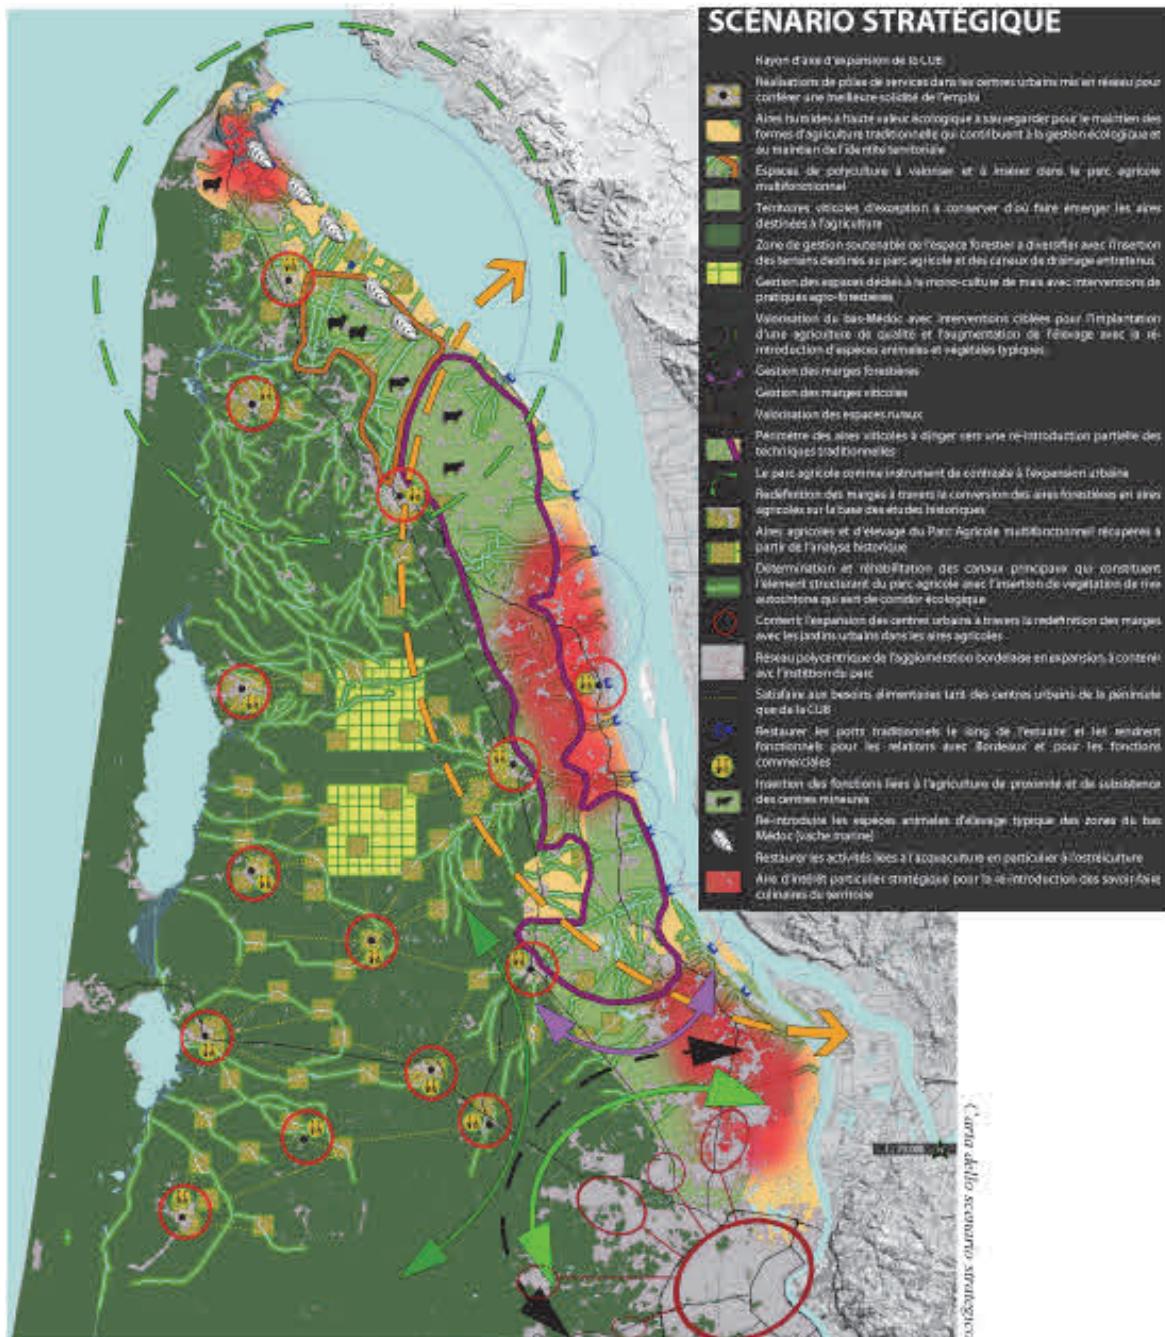 SCÉNARIO STRATÉGIQUE
Rayon d'axe d'expansion de la CUB
Réalisations de pôles de services dans les centres urbains mis en réseau pour
conférer une meilleure solidité de l'emploi
Aires humides à haute valeur écologique à sauvegarder pour le maintien des
formes d'agriculture traditionnelle qui contribuent à la gestion écologique et
au maintien de l'identité territoriale
Espaces de polyculture à valoriser et à insérer dans le parc agricole
multifonctionnel
Territoires viticoles d'exception à conserver d'où faire émerger les aires
destinées à l'agriculture
Zone de gestion soutenable de l'espace forestier à diversifier avec l'insertion
des terrains destinés au parc agricole et des canaux de drainage entretenus
Gestion des espaces dédiés à la mono-culture de maïs avec interventions de
pratiques agro-forestières
Valorisation du bas-Médoc avec interventions ciblées pour l'implantation
d'une agriculture de qualité et l'augmentation de l'élevage avec la ré-
introduction d'espèces animales et végétales typiques
Gestion des marges forestières
Gestion des marges viticoles
Valorisation des espaces ruraux
Périmètre des aires viticoles à diriger vers une ré-introduction partielle des
techniques traditionnelles
Le parc agricole comme instrument de contraste à l'expansion urbaine
Redéfinition des marges à travers la conversion des aires forestières en aires
agricoles sur la base des études historiques
Aires agricoles et d'élevage du Parc Agricole multifonctionnel récupérés à
partir de l'analyse historique
Détermination et réhabilitation des canaux principaux qui constituent
l'élément structurant du parc agricole avec l'insertion de végétation de rive
autochtone qui sert de corridor écologique
Contenir l'expansion des centres urbains à travers la redéfinition des marges
avec les jardins urbains dans les aires agricoles
Réseau polycentrique de l'agglomération bordelaise en expansion, à contenir
avc l'institition du parc
Satisfaire aux besoins alimentaires tant des centres urbains de la péninsule
que de la CUB
Restaurer les ports traditionnels le long de l'estuaire et les rendrent
fonctionnels pour les relations avec Bordeaux et pour les fonctions
commerciales
Insertion des fonctions liées à l'agriculture de proximité et de subsistence
des centres mineures
Ré-introduire les espèces animales d'élevage typique des zones du bas
Médoc (vache marine)
Restaurer les activités liées à l'acquaculture en particulier à l'ostréiculture
Aire d'intérêt particulier stratégique pour la ré-introduction des savoir-faire
culinaires du territoire
Carta dello scenario strategico